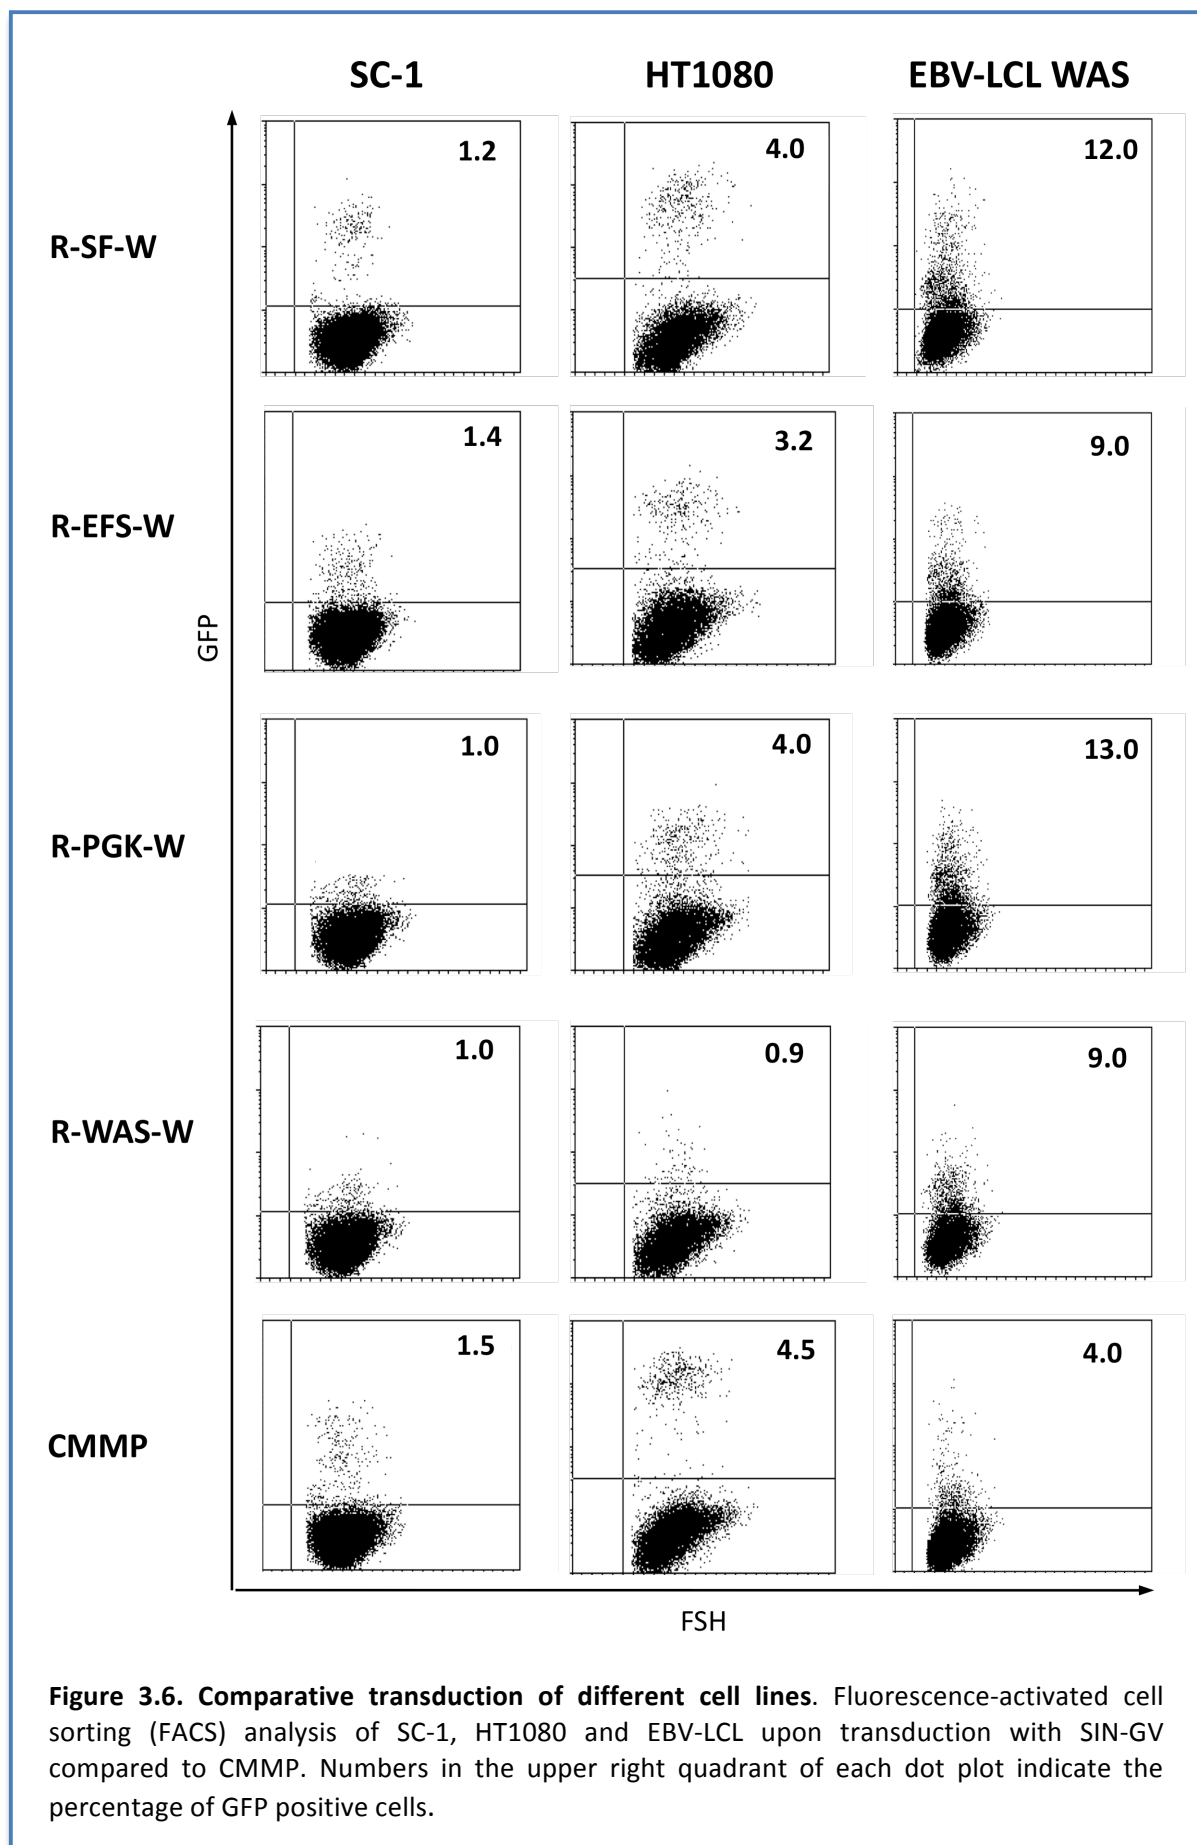 SC-1 HT1080 EBV-LCL WAS
R-SF-W 1.2 4.0 12.0
R-EFS-W 1.4 3.2 9.0
GFP
R-PGK-W 1.0 4.0 13.0
R-WAS-W 1.0 0.9 9.0
CMMP 1.5 4.5 4.0
FSH
Figure 3.6. Comparative transduction of different cell lines. Fluorescence-activated cell
sorting (FACS) analysis of SC-1, HT1080 and EBV-LCL upon transduction with SIN-GV
compared to CMMP. Numbers in the upper right quadrant of each dot plot indicate the
percentage of GFP positive cells.